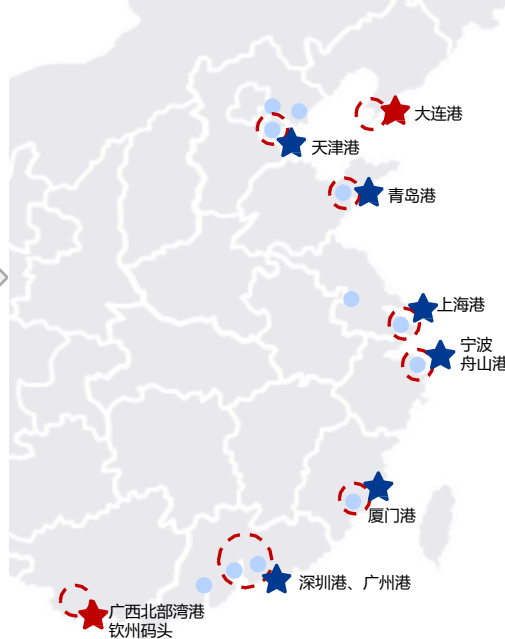 大连港
天津港
青岛港
上海港
宁波
舟山港
厦门港
深圳港、广州港
广西北部湾港
钦州码头